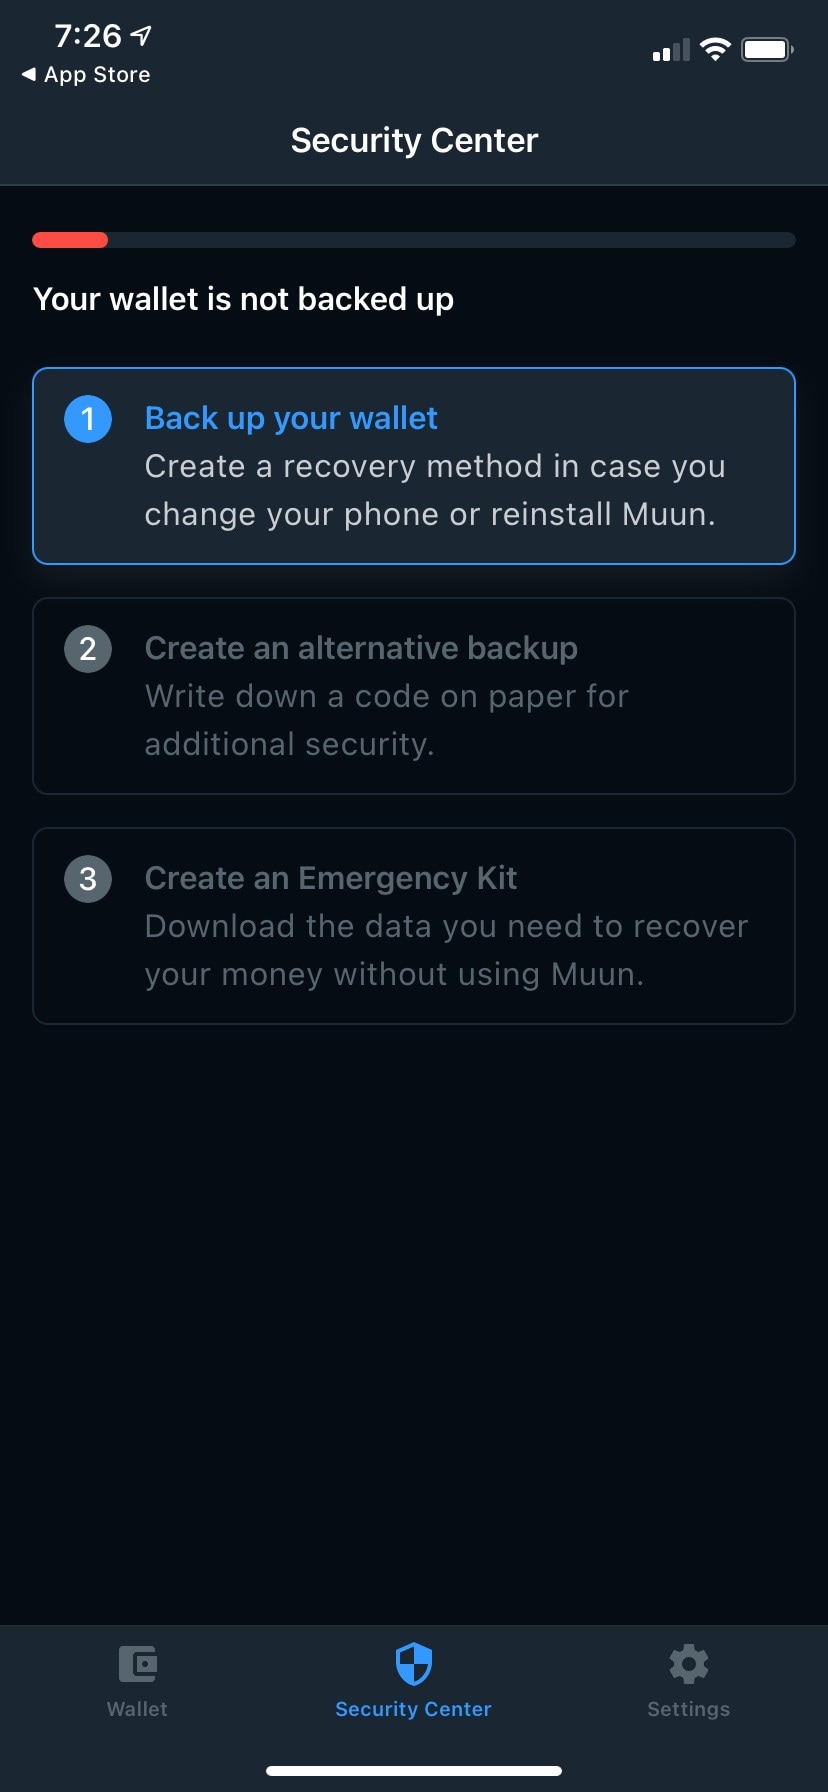 7:26
App Store
Security Center
Your wallet is not backed up
1
Back up your wallet
Create a recovery method in case you
change your phone or reinstall Muun.
2
Create an alternative backup
Write down a code on paper for
additional security.
3
Create an Emergency Kit
Download the data you need to recover
your money without using Muun.
Wallet
Security Center
Settings